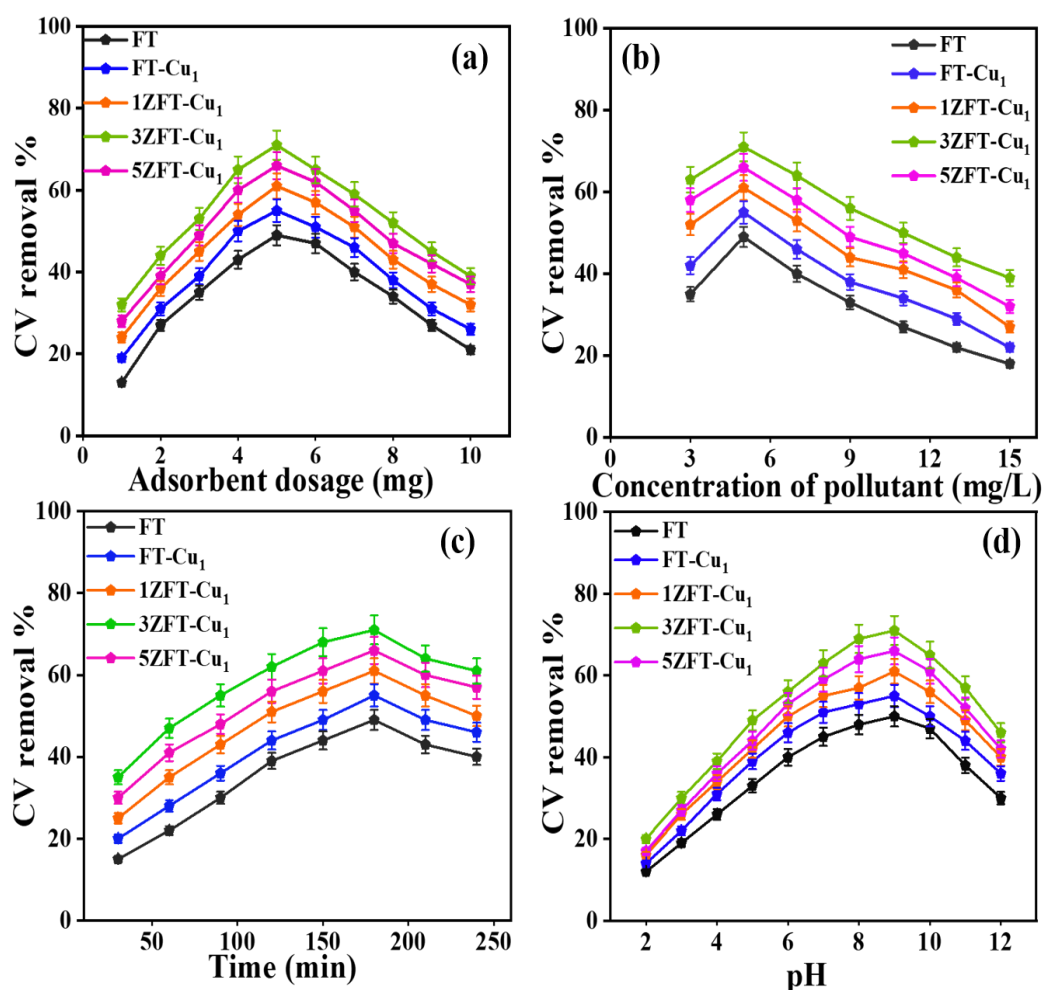 (a)
FT
FT-Cu₁
1ZFT-Cu₁
3ZFT-Cu₁
5ZFT-Cu₁
CV removal %
100
80
60
40
20
0
0 2 4 6 8 10
Adsorbent dosage (mg)
(b)
FT
FT-Cu₁
1ZFT-Cu₁
3ZFT-Cu₁
5ZFT-Cu₁
CV removal %
100
80
60
40
20
0
3 6 9 12 15
Concentration of pollutant (mg/L)
(c)
FT
FT-Cu₁
1ZFT-Cu₁
3ZFT-Cu₁
5ZFT-Cu₁
CV removal %
100
80
60
40
20
0
50 100 150 200 250
Time (min)
(d)
FT
FT-Cu₁
1ZFT-Cu₁
3ZFT-Cu₁
5ZFT-Cu₁
CV removal %
100
80
60
40
20
0
2 4 6 8 10 12
pH